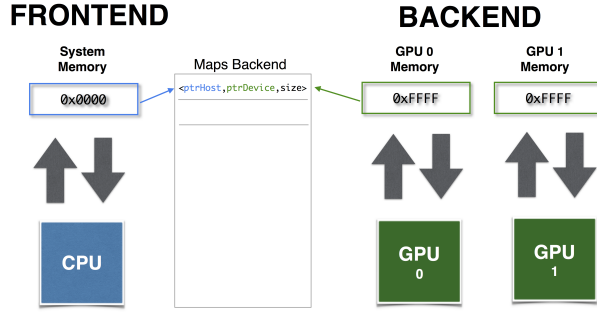 FRONTEND
BACKEND
System
Memory
Maps Backend
GPU 0
Memory
GPU 1
Memory
0x0000
<ptrHost,ptrDevice,size>
0xFFFF
0xFFFF
CPU
GPU
0
GPU
1